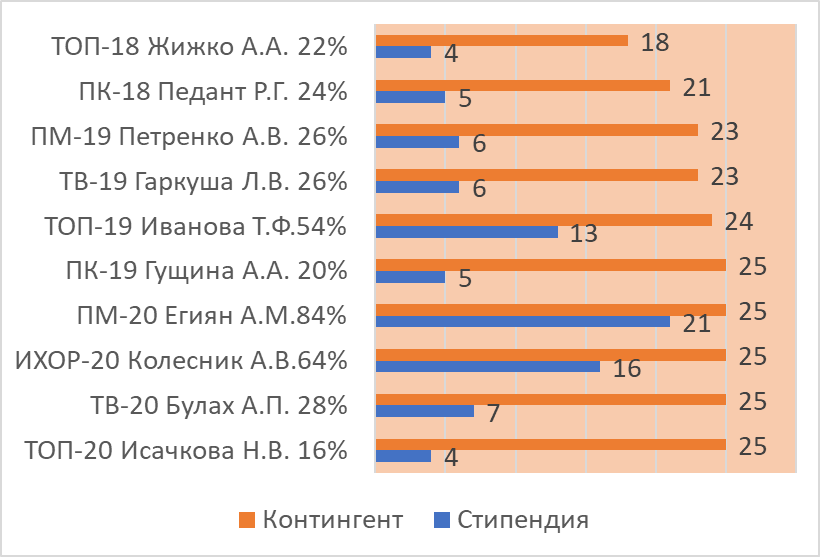 ТОП-18 Жижко А.А. 22% 18 4
ПК-18 Педант Р.Г. 24% 21 5
ПМ-19 Петренко А.В. 26% 23 6
ТВ-19 Гаркуша Л.В. 26% 23 6
ТОП-19 Иванова Т.Ф.54% 24 13
ПК-19 Гущина А.А. 20% 25 5
ПМ-20 Егиян А.М.84% 25 21
ИХОР-20 Колесник А.В.64% 25 16
ТВ-20 Булах А.П. 28% 25 7
ТОП-20 Исачкова Н.В. 16% 25 4
Контингент Стипендия